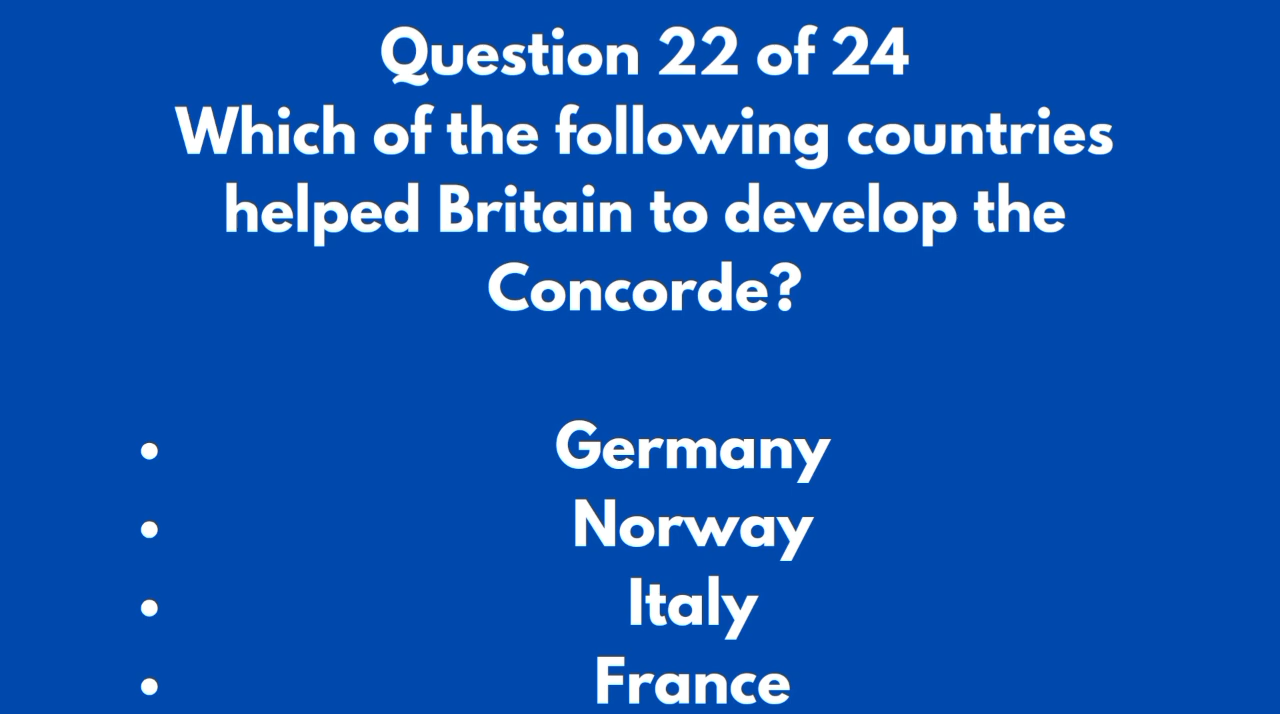 Question 22 of 24
Which of the following countries
helped Britain to develop the
Concorde?
• Germany
• Norway
• Italy
• France